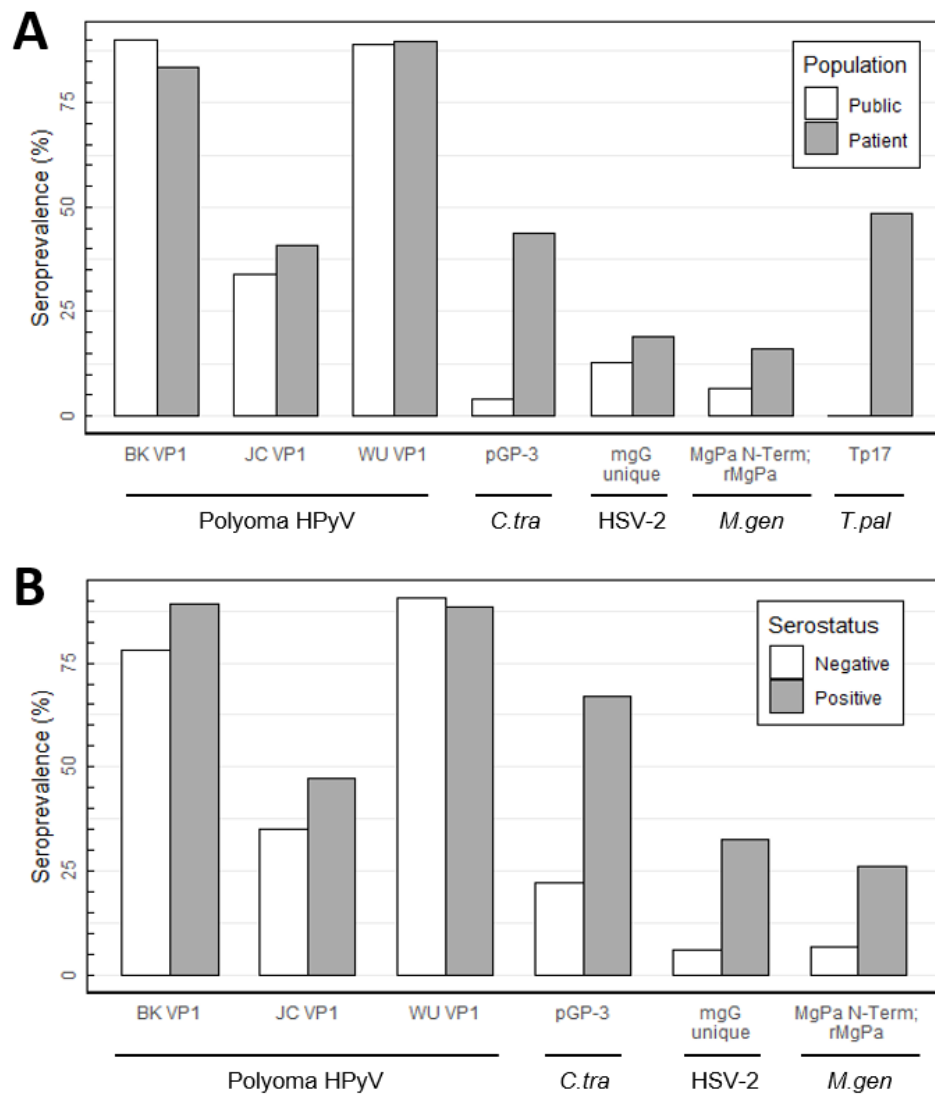 A
Seroprevalence (%)
75
50
25
0
Population
Public
Patient
BK VP1 JC VP1 WU VP1 pGP-3 mgG unique MgPa N-Term; rMgPa Tp17
Polyoma HPyV C.tra HSV-2 M.gen T.pal
B
Seroprevalence (%)
75
50
25
0
Serostatus
Negative
Positive
BK VP1 JC VP1 WU VP1 pGP-3 mgG unique MgPa N-Term; rMgPa
Polyoma HPyV C.tra HSV-2 M.gen